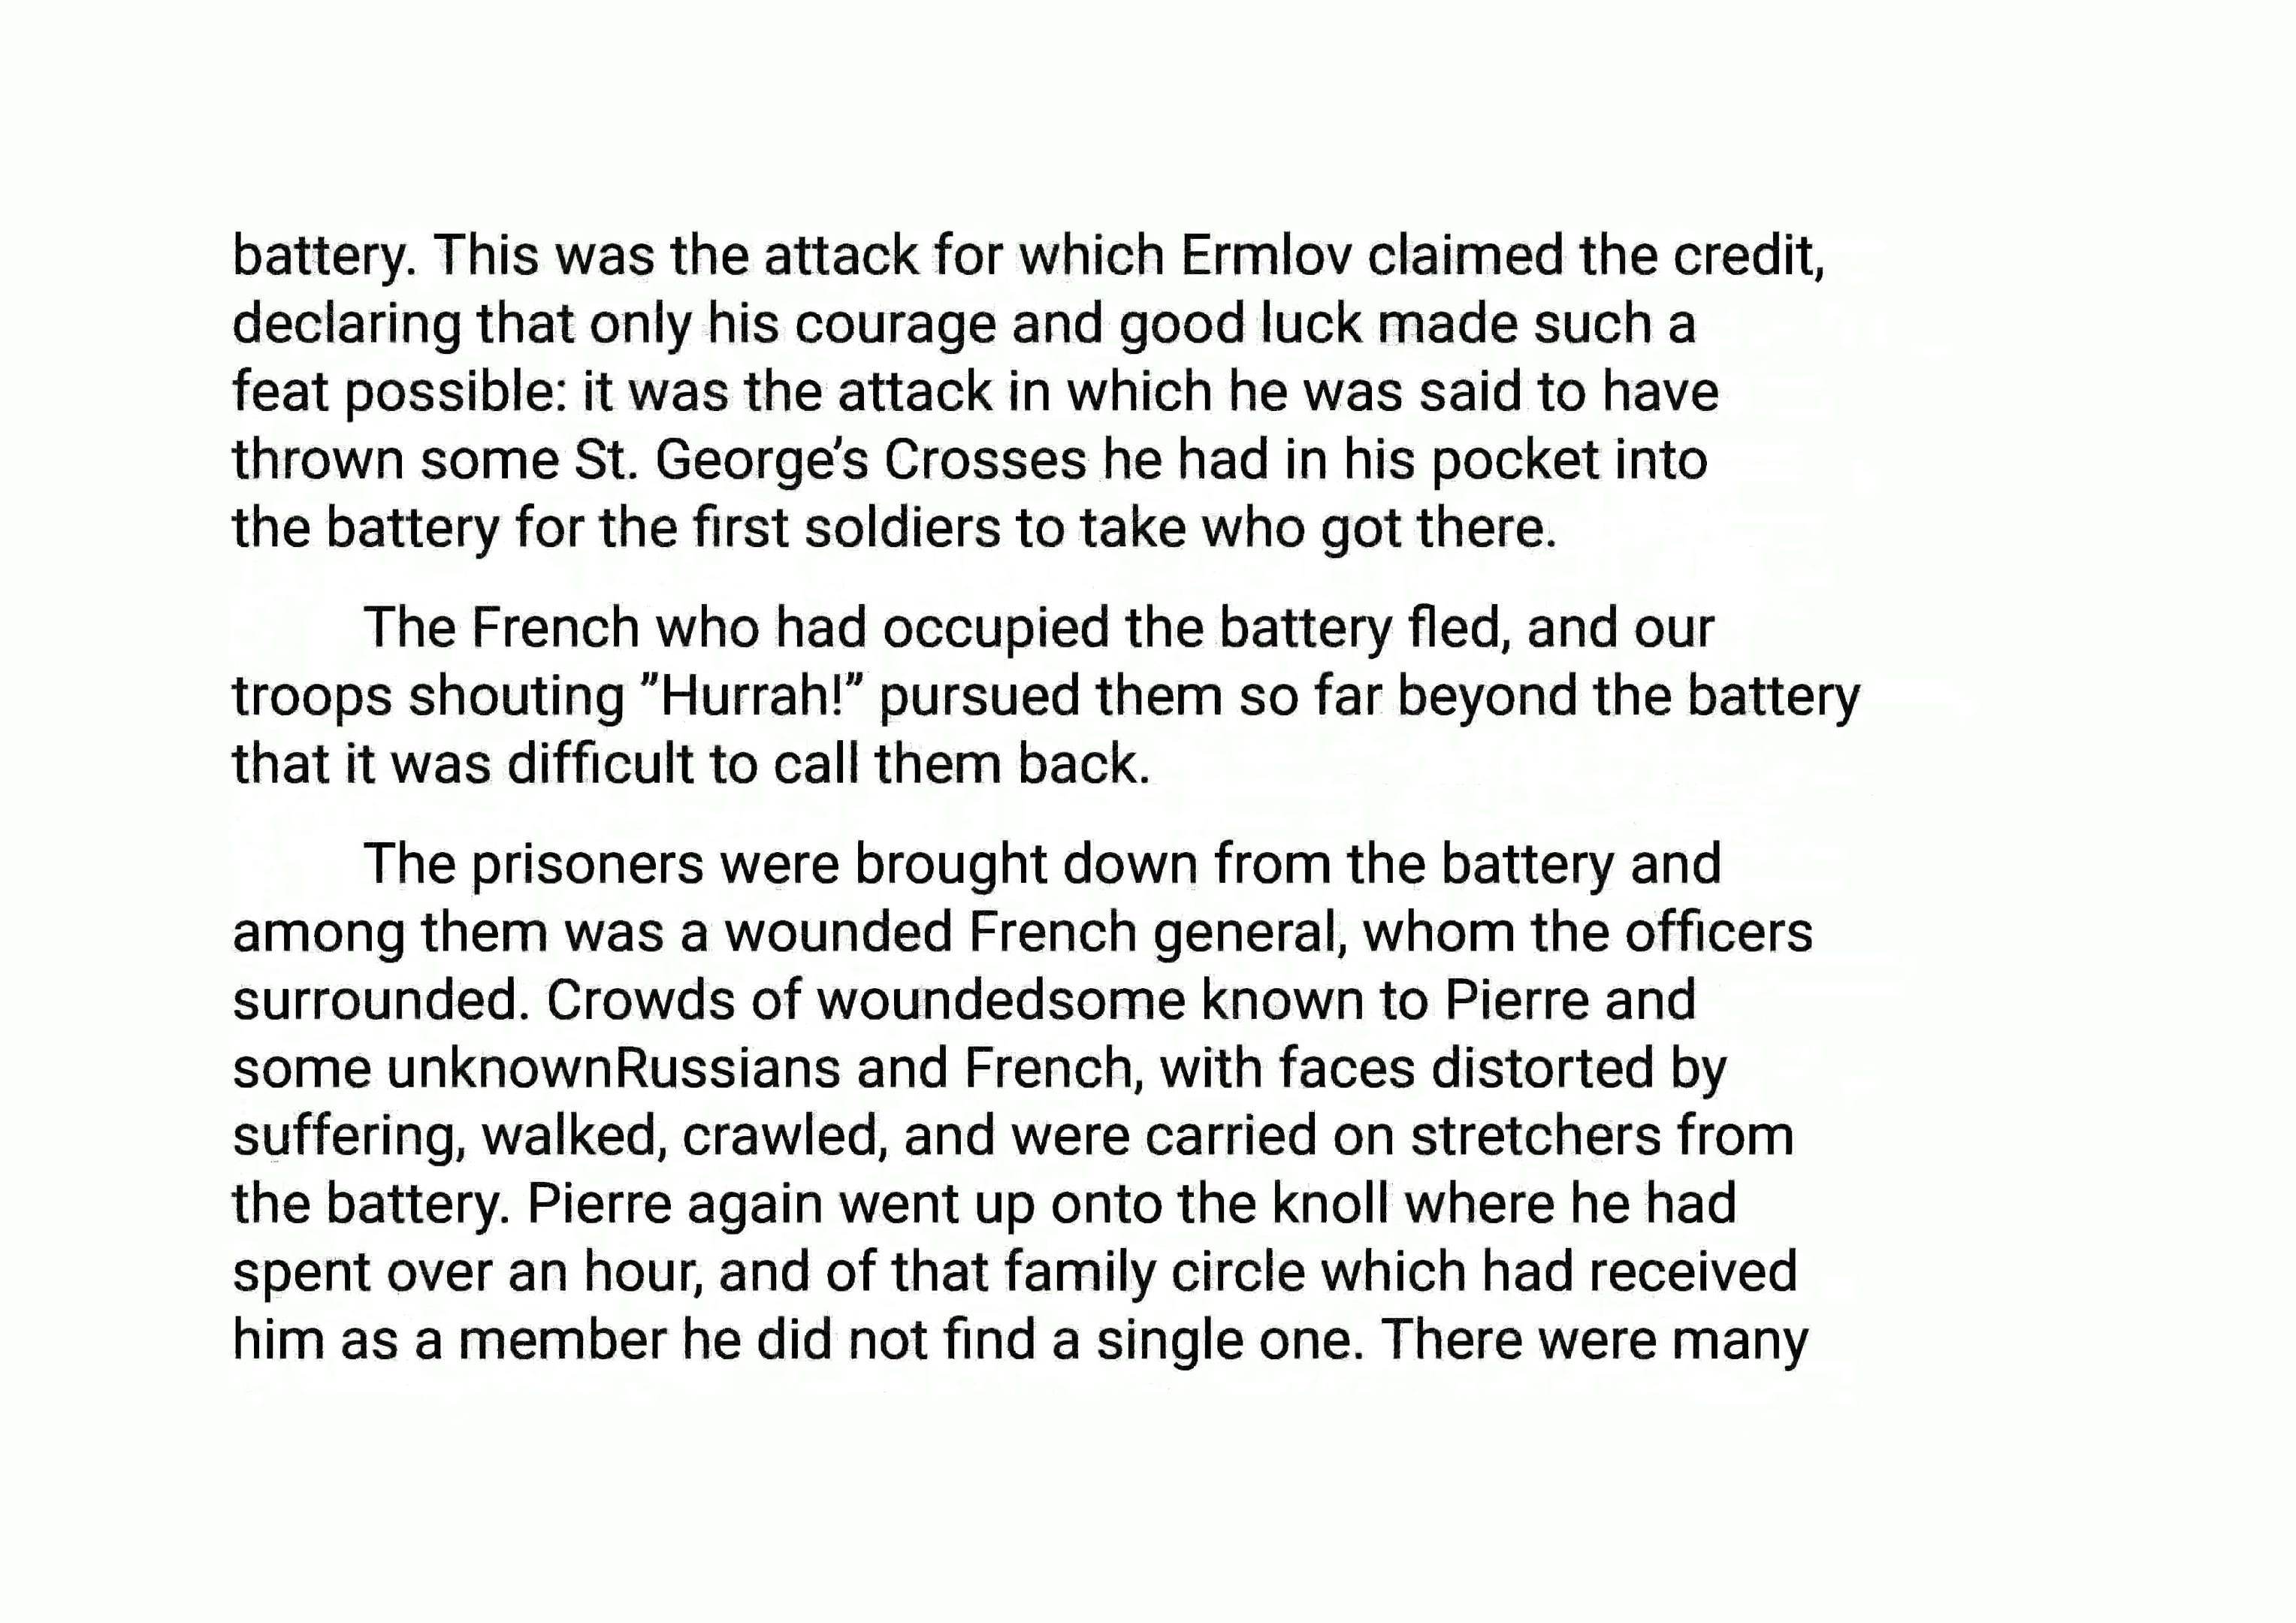 battery. This was the attack for which Ermlov claimed the credit,
declaring that only his courage and good luck made such a
feat possible: it was the attack in which he was said to have
thrown some St. George's Crosses he had in his pocket into
the battery for the first soldiers to take who got there.
The French who had occupied the battery fled, and our
troops shouting "Hurrah!" pursued them so far beyond the battery
that it was difficult to call them back.
The prisoners were brought down from the battery and
among them was a wounded French general, whom the officers
surrounded. Crowds of woundedsome known to Pierre and
some unknownRussians and French, with faces distorted by
suffering, walked, crawled, and were carried on stretchers from
the battery. Pierre again went up onto the knoll where he had
spent over an hour, and of that family circle which had received
him as a member he did not find a single one. There were many